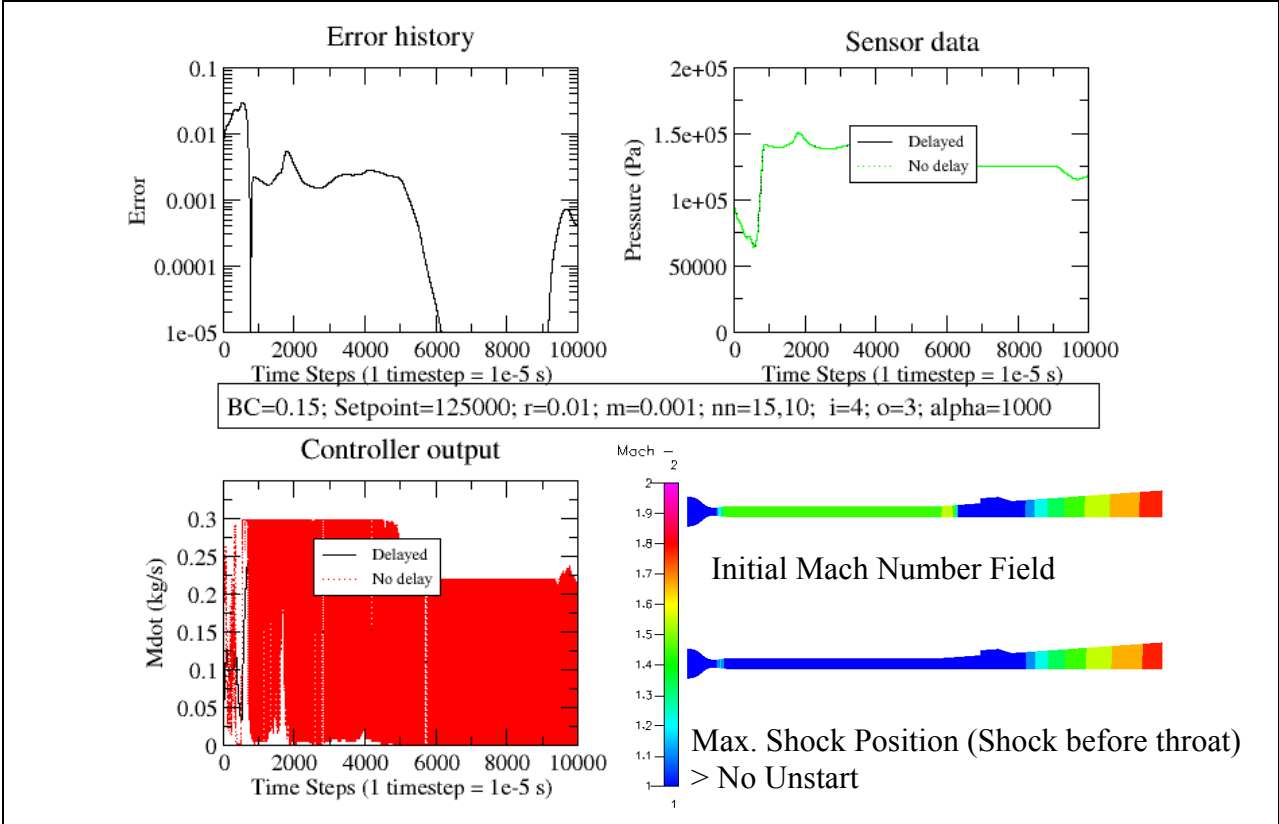 Error history
0.1
0.01
0.001
0.0001
1e-05
Error
0 2000 4000 6000 8000 10000
Time Steps (1 timestep = 1e-5 s)
Sensor data
2e+05
1.5e+05
1e+05
50000
0
Pressure (Pa)
Delayed
No delay
0 2000 4000 6000 8000 10000
Time Steps (1 timestep = 1e-5 s)
BC=0.15; Setpoint=125000; r=0.01; m=0.001; nn=15,10; i=4; o=3; alpha=1000
Controller output
0.3
0.25
0.2
0.15
0.1
0.05
0
Mdot (kg/s)
Delayed
No delay
0 2000 4000 6000 8000 10000
Time Steps (1 timestep = 1e-5 s)
Mach –
2
2
1.9
1.8
1.7
1.6
1.5
1.4
1.3
1.2
1.1
1
1
Initial Mach Number Field
Max. Shock Position (Shock before throat)
> No Unstart